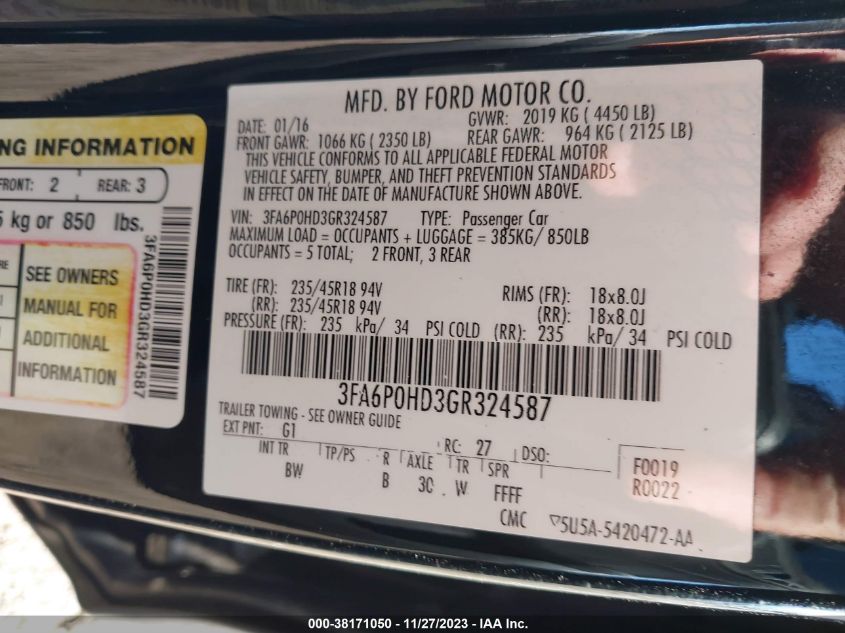 NG INFORMATION
FRONT: 2 REAR: 3
kg or 850 lbs.
SEE OWNERS
MANUAL FOR
ADDITIONAL
INFORMATION
3FA6P0HD3GR324587
MFD. BY FORD MOTOR CO.
DATE: 01/16 GVWR: 2019 KG ( 4450 LB)
FRONT GAWR: 1066 KG ( 2350 LB) REAR GAWR: 964 KG ( 2125 LB)
THIS VEHICLE CONFORMS TO ALL APPLICABLE FEDERAL MOTOR
VEHICLE SAFETY, BUMPER, AND THEFT PREVENTION STANDARDS
IN EFFECT ON THE DATE OF MANUFACTURE SHOWN ABOVE.
VIN: 3FA6P0HD3GR324587 TYPE: Passenger Car
MAXIMUM LOAD = OCCUPANTS + LUGGAGE = 385KG/ 850LB
OCCUPANTS = 5 TOTAL; 2 FRONT, 3 REAR
TIRE (FR): 235/45R18 94V RIMS (FR): 18x8.0J
(RR): 235/45R18 94V (RR): 18x8.0J
PRESSURE (FR): 235 kPa/ 34 PSI COLD (RR): 235 kPa/ 34 PSI COLD
3FA6P0HD3GR324587
TRAILER TOWING - SEE OWNER GUIDE
EXT PNT: G1 RC: 27 DSO: F0019
INT TR TP/PS R AXLE TR SPR R0022
BW B 3C W FFFF
CMC ▽5U5A-5420472-AA
000-38171050 - 11/27/2023 - IAA Inc.